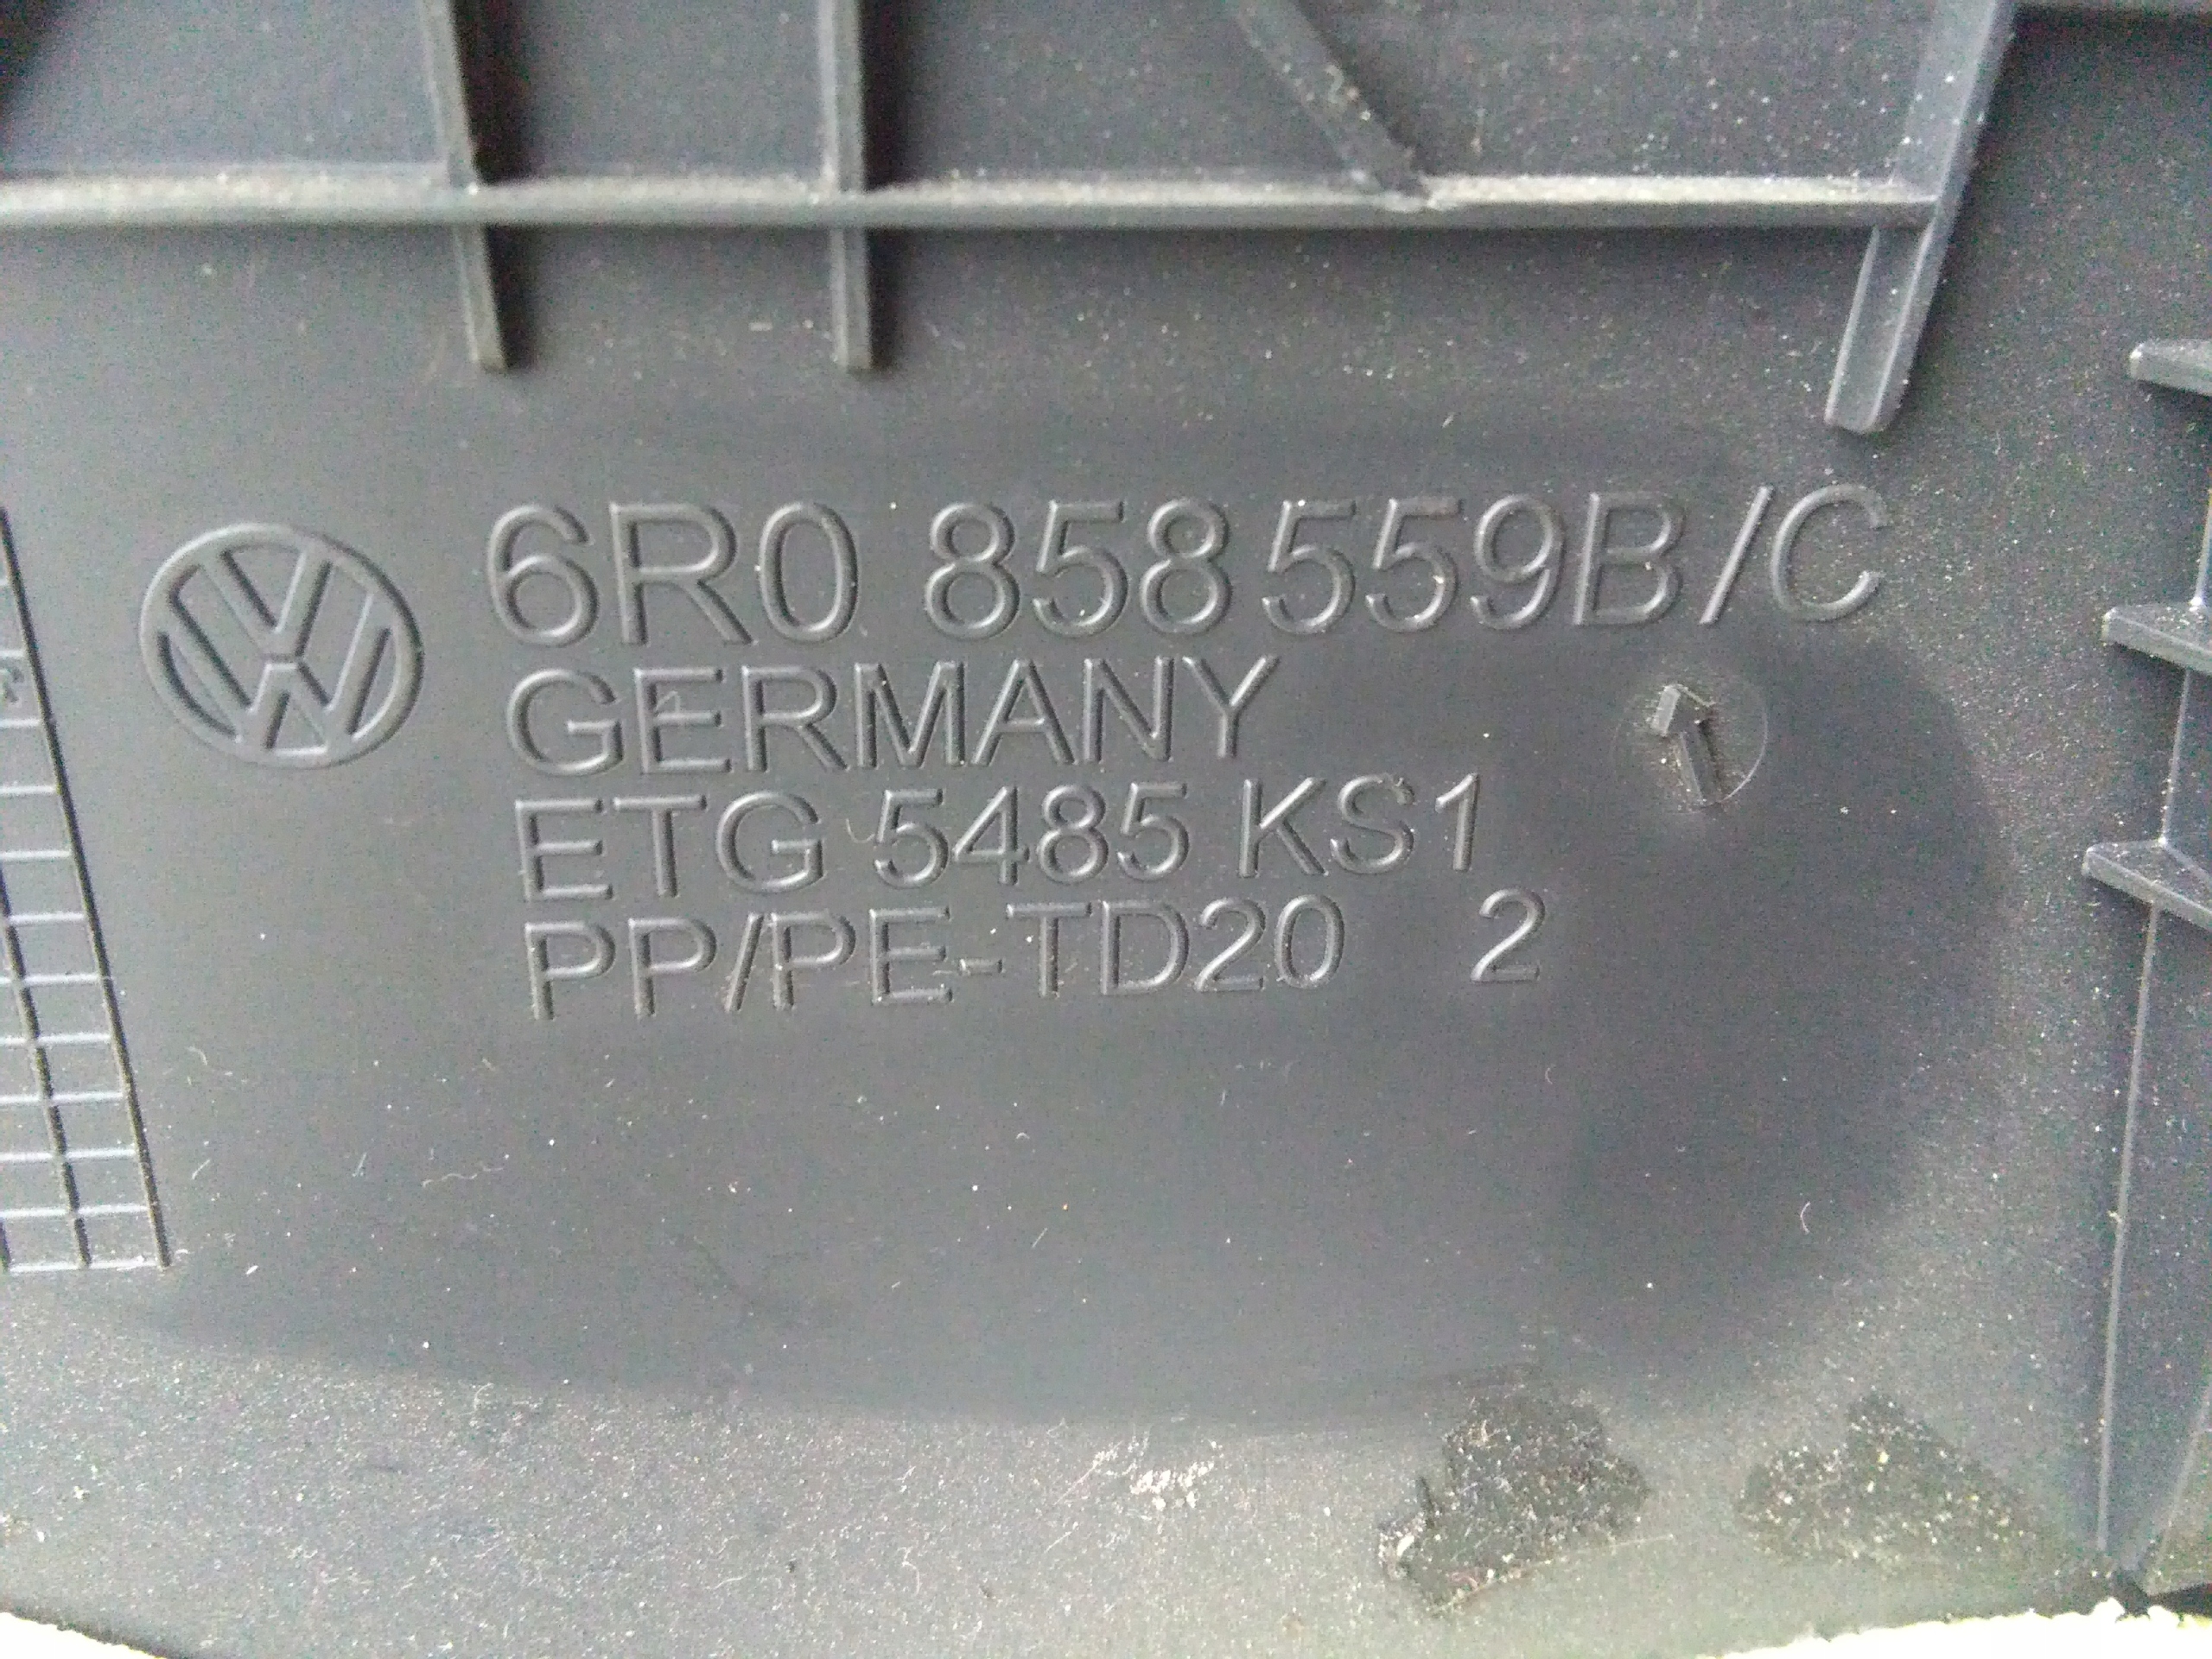 6R0 858 559B/C
GERMANY
ETG 5485 KS1
PP/PE-TD20 2